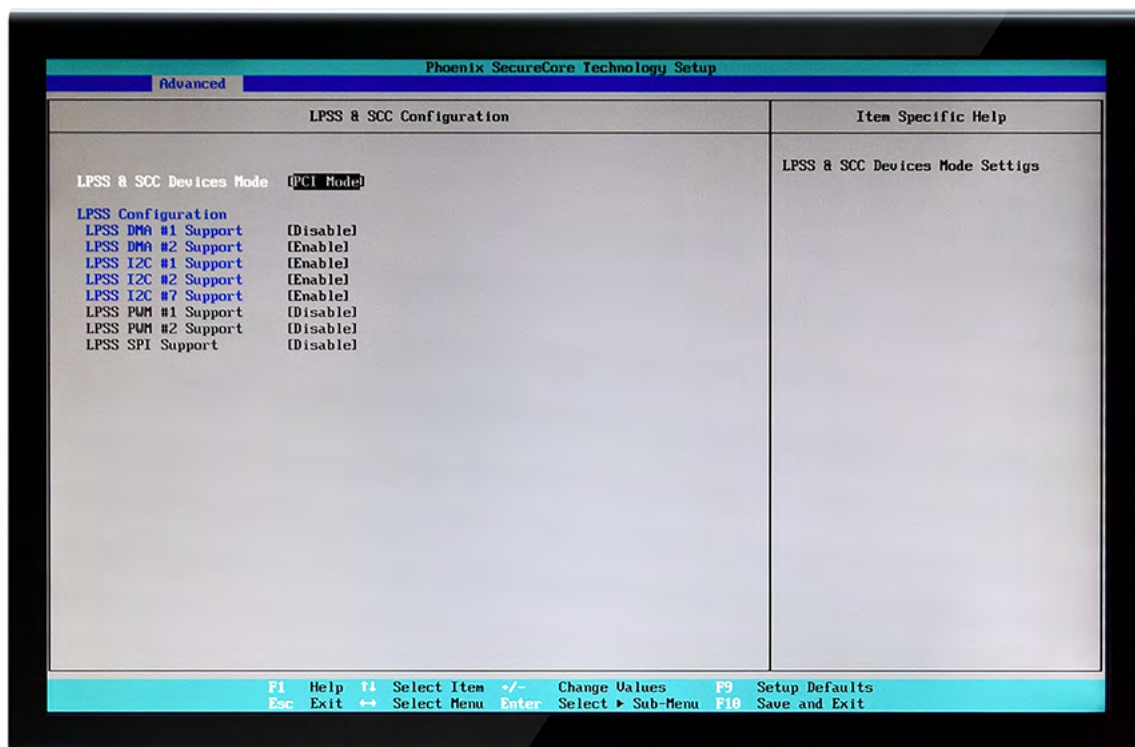 Phoenix SecureCore Technology Setup
Advanced
LPSS & SCC Configuration
Item Specific Help
LPSS & SCC Devices Mode [PCI Mode]
LPSS & SCC Devices Mode Settigs
LPSS Configuration
LPSS DMA #1 Support [Disable]
LPSS DMA #2 Support [Enable]
LPSS I2C #1 Support [Enable]
LPSS I2C #2 Support [Enable]
LPSS I2C #7 Support [Enable]
LPSS PWM #1 Support [Disable]
LPSS PWM #2 Support [Disable]
LPSS SPI Support [Disable]
F1 Help ↑↓ Select Item +/- Change Values F9 Setup Defaults
Esc Exit ↔ Select Menu Enter Select ▶ Sub-Menu F10 Save and Exit